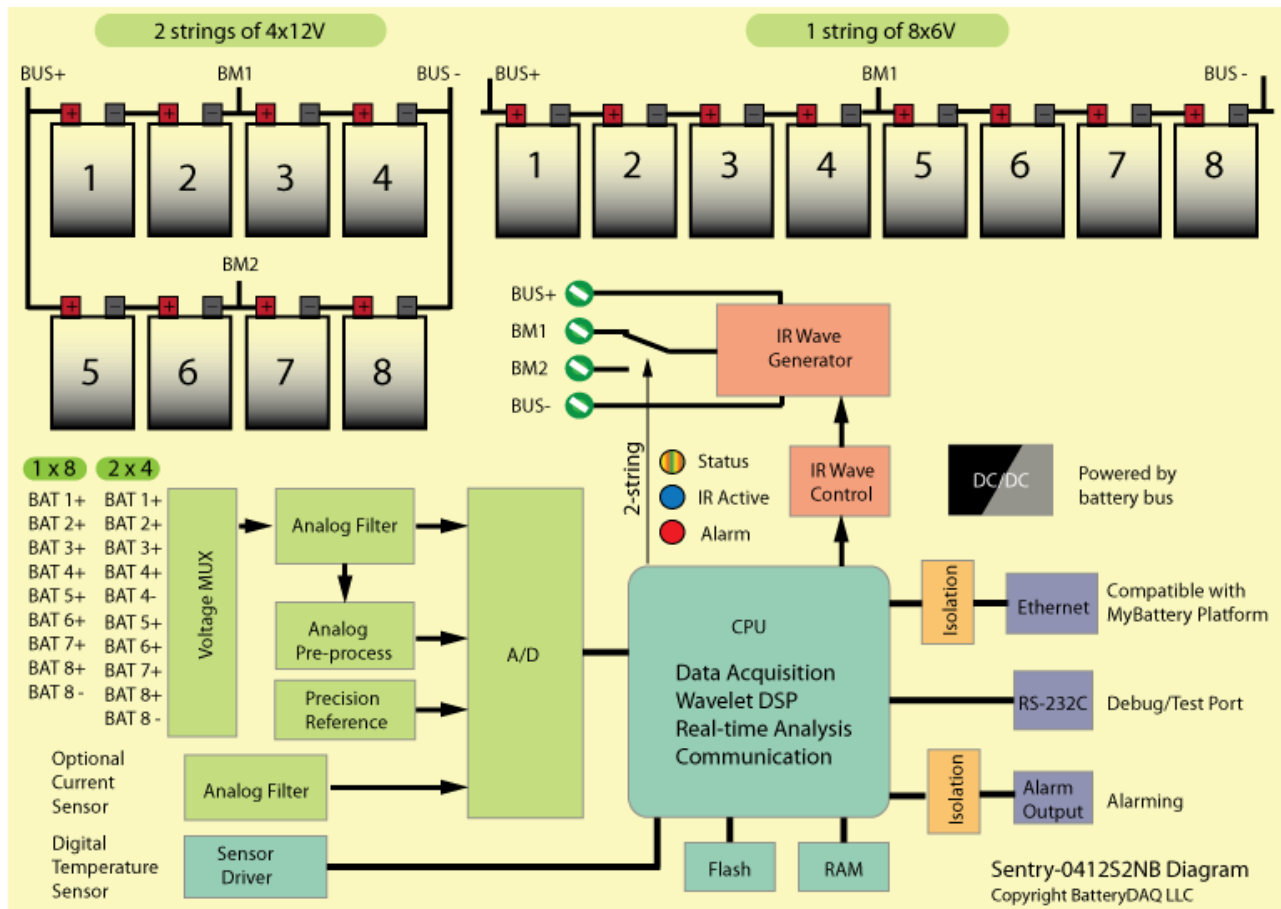 2 strings of 4x12V
1 string of 8x6V
BUS+
BM1
BUS -
BUS+
BM1
BUS -
+ − + − + − + −
+ − + − + − + − + − + − + − + −
1 2 3 4
1 2 3 4 5 6 7 8
BM2
+ − + − + − + −
5 6 7 8
BUS+
BM1
BM2
BUS-
IR Wave
Generator
2-string
Status
IR Active
Alarm
IR Wave
Control
DC/DC
Powered by
battery bus
1 x 8
BAT 1+
BAT 2+
BAT 3+
BAT 4+
BAT 5+
BAT 6+
BAT 7+
BAT 8+
BAT 8 -
2 x 4
BAT 1+
BAT 2+
BAT 3+
BAT 4+
BAT 4-
BAT 5+
BAT 6+
BAT 7+
BAT 8+
BAT 8 -
Voltage MUX
Analog Filter
Analog
Pre-process
Precision
Reference
A/D
CPU
Data Acquisition
Wavelet DSP
Real-time Analysis
Communication
Isolation
Ethernet
Compatible with
MyBattery Platform
RS-232C
Debug/Test Port
Isolation
Alarm
Output
Alarming
Optional
Current
Sensor
Analog Filter
Digital
Temperature
Sensor
Sensor
Driver
Flash
RAM
Sentry-0412S2NB Diagram
Copyright BatteryDAQ LLC